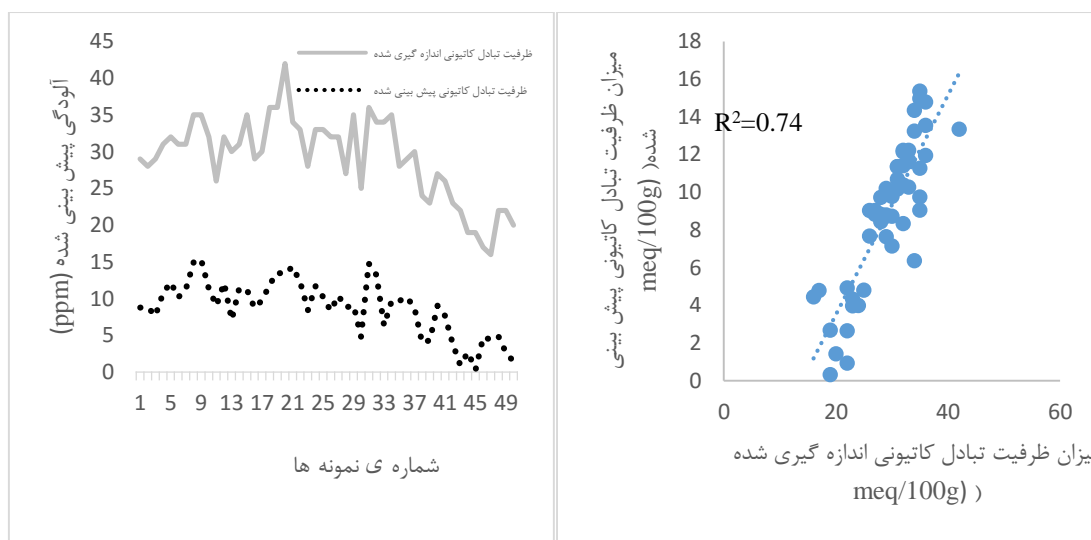 45
40
35
30
25
20
15
10
5
0
ظرفیت تبادل کاتیونی اندازه گیری شده
ظرفیت تبادل کاتیونی پیش بینی شده
آلودگی پیش بینی شده (ppm)
1 5 9 13 17 21 25 29 33 37 41 45 49
شماره ی نمونه ها
18
16
14
12
10
8
6
4
2
0
R²=0.74
میزان ظرفیت تبادل کاتیونی پیش بینی
شده( (meq/100g
0 20 40 60
یزان ظرفیت تبادل کاتیونی اندازه گیری شده
( (meq/100g